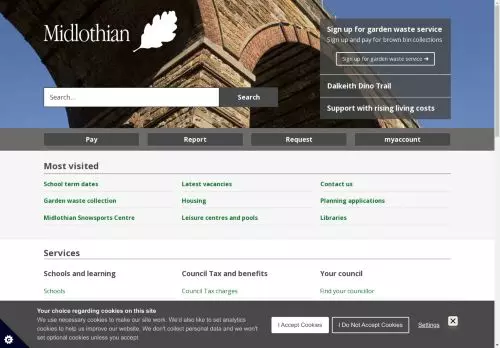 Midlothian
Sign up for garden waste service
Sign up and pay for brown bin collections
Sign up for garden waste service ➔
Dalkeith Dino Trail
Support with rising living costs
Search...
Search
Pay
Report
Request
myaccount
Most visited
School term dates
Latest vacancies
Contact us
Garden waste collection
Housing
Planning applications
Midlothian Snowsports Centre
Leisure centres and pools
Libraries
Services
Schools and learning
Council Tax and benefits
Your council
Schools
Council Tax charges
Find your councillor
Your choice regarding cookies on this site
We use necessary cookies to make our site work. We'd also like to set analytics
cookies to help us improve our website. We don't collect personal data and we won't
set optional cookies unless you accept
I Accept Cookies
I Do Not Accept Cookies
Settings